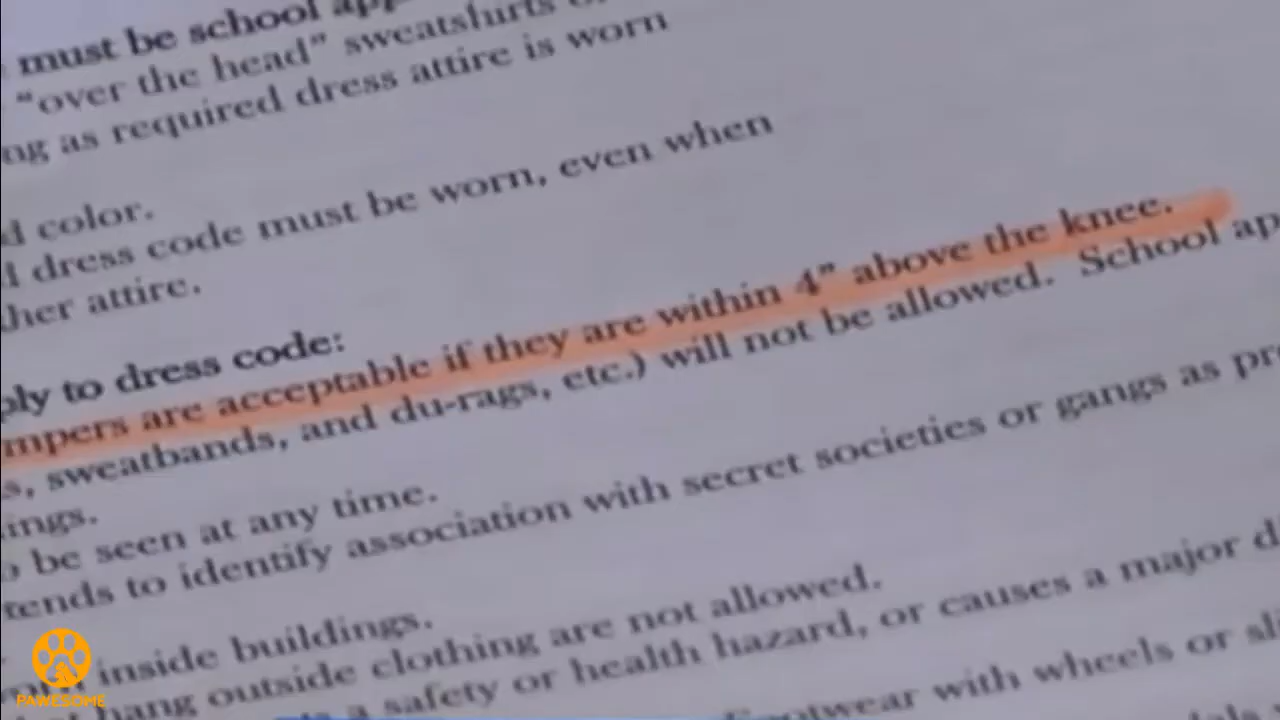 must be school
"over the head" sweatshirts
ng as required dress attire is worn
d color.
dress code must be worn, even when
her attire.
ply to dress code:
mpers are acceptable if they are within 4" above the knee.
s, sweatbands, and du-rags, etc.) will not be allowed. School ap
ings.
be seen at any time.
tends to identify association with secret societies or gangs as pr
inside buildings.
hang outside clothing are not allowed.
a safety or health hazard, or causes a major d
footwear with wheels or sl
PAWESOME